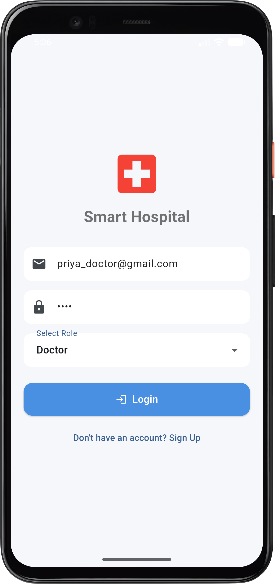 Smart Hospital
priya_doctor@gmail.com
••••
Select Role
Doctor
Login
Don't have an account? Sign Up